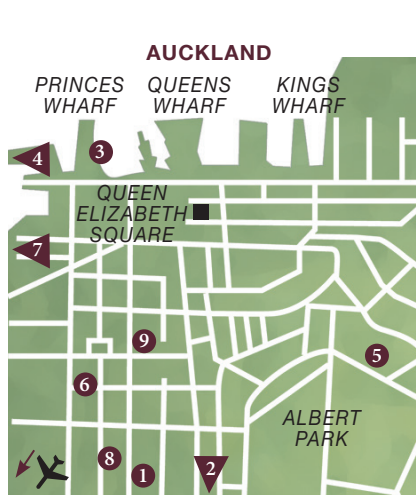 AUCKLAND
PRINCES
WHARF
QUEENS
WHARF
KINGS
WHARF
4
3
QUEEN
ELIZABETH
SQUARE
7
9
5
6
ALBERT
PARK
8
1
2